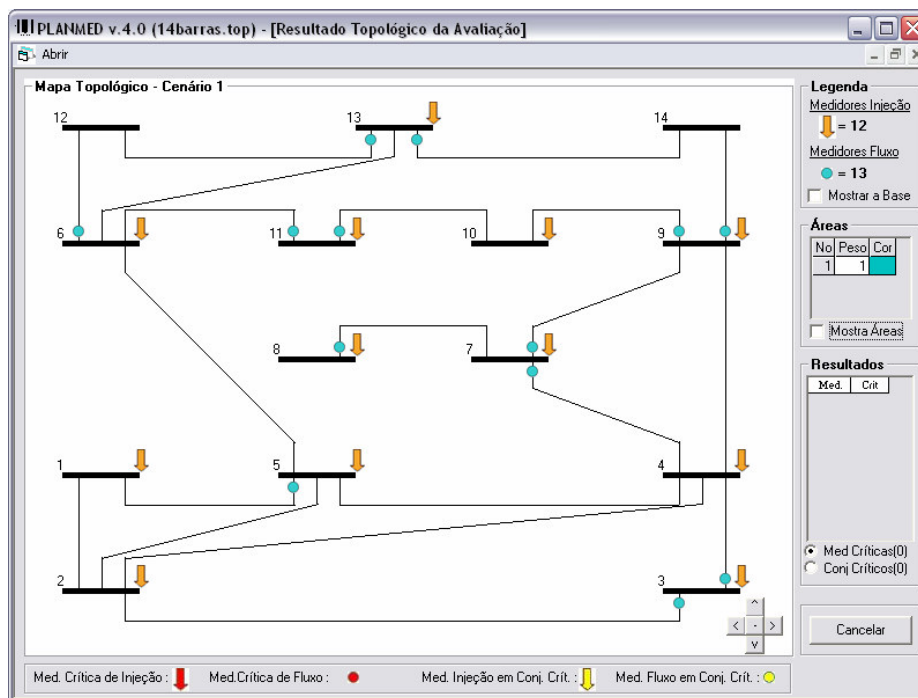 PLANMED v.4.0 (14barras.top) - [Resultado Topológico da Avaliação]
Abrir
Mapa Topológico - Cenário 1
12
13
14
6
11
10
9
8
7
1
5
4
2
3
Legenda
Medidores Injeção
= 12
Medidores Fluxo
= 13
Mostrar a Base
Áreas
No Peso Cor
1 1
Mostra Áreas
Resultados
Med. Crit
Med Críticas(0)
Conj Críticos(0)
Cancelar
Med. Crítica de Injeção :
Med.Crítica de Fluxo :
Med. Injeção em Conj. Crít. :
Med. Fluxo em Conj. Crít. :